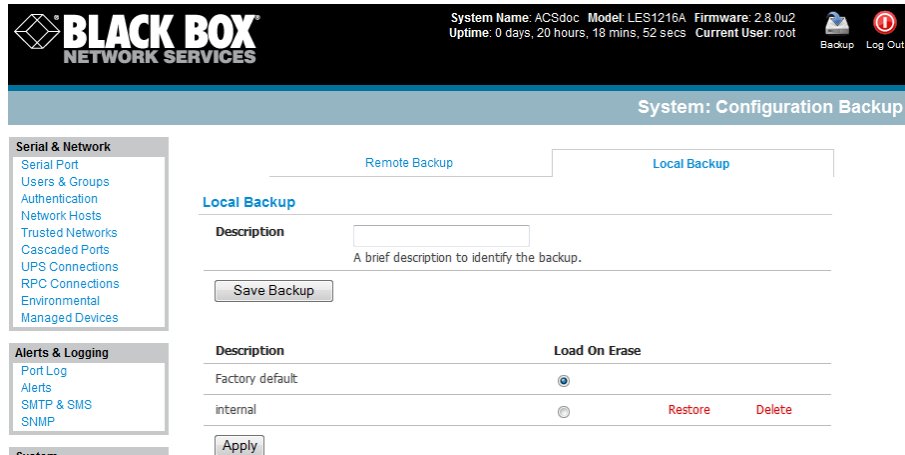 BLACK BOX
NETWORK SERVICES
System Name: ACSdoc Model: LES1216A Firmware: 2.8.0u2
Uptime: 0 days, 20 hours, 18 mins, 52 secs Current User: root
Backup
Log Out
System: Configuration Backup
Serial & Network
Serial Port
Users & Groups
Authentication
Network Hosts
Trusted Networks
Cascaded Ports
UPS Connections
RPC Connections
Environmental
Managed Devices
Alerts & Logging
Port Log
Alerts
SMTP & SMS
SNMP
System
Remote Backup
Local Backup
Local Backup
Description
A brief description to identify the backup.
Save Backup
Description Load On Erase
Factory default
internal Restore Delete
Apply